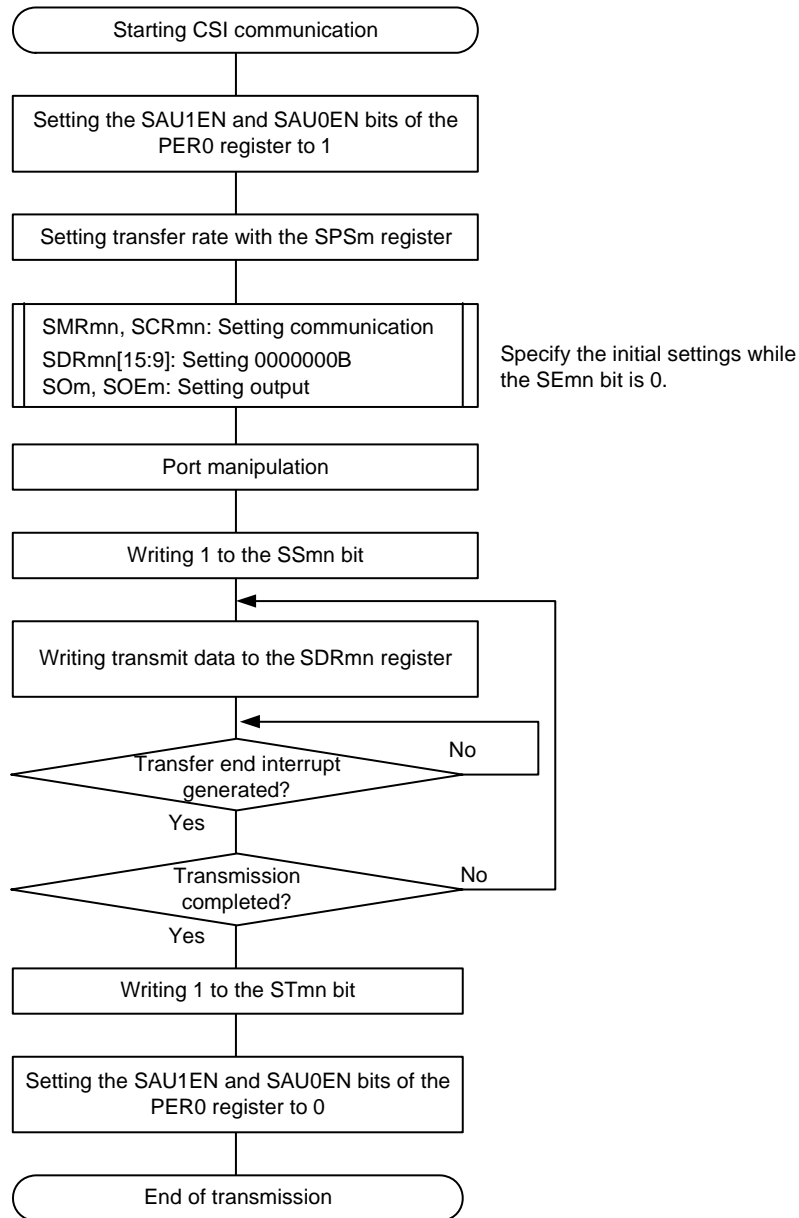 Starting CSI communication
Setting the SAU1EN and SAU0EN bits of the
PER0 register to 1
Setting transfer rate with the SPSm register
SMRmn, SCRmn: Setting communication
SDRmn[15:9]: Setting 0000000B
SOm, SOEm: Setting output
Specify the initial settings while
the SEmn bit is 0.
Port manipulation
Writing 1 to the SSmn bit
Writing transmit data to the SDRmn register
Transfer end interrupt
generated?
No
Yes
Transmission
completed?
No
Yes
Writing 1 to the STmn bit
Setting the SAU1EN and SAU0EN bits of the
PER0 register to 0
End of transmission